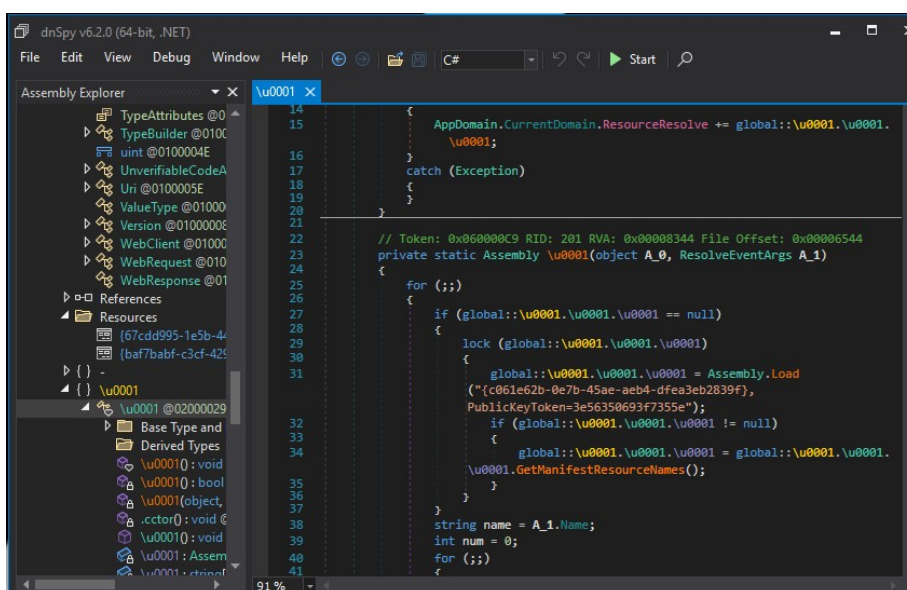 dnSpy v6.2.0 (64-bit, .NET)
File Edit View Debug Window Help C# Start
Assembly Explorer
\u0001
TypeAttributes @0
TypeBuilder @0100
uint @0100004E
UnverifiableCodeA
Uri @0100005E
ValueType @01000
Version @01000008
WebClient @01000
WebRequest @010
WebResponse @01
References
Resources
{67cdd995-1e5b-44
{baf7babf-c3cf-429
{ } -
{ } \u0001
\u0001 @02000029
Base Type and
Derived Types
\u0001() : void
\u0001() : bool
\u0001(object,
.cctor() : void @
\u0001() : void
\u0001 : Assem
\u0001 : string[
14 {
15 AppDomain.CurrentDomain.ResourceResolve += global::\u0001.\u0001.
\u0001;
16 }
17 catch (Exception)
18 {
19 }
20 }
21
22 // Token: 0x060000C9 RID: 201 RVA: 0x00008344 File Offset: 0x00006544
23 private static Assembly \u0001(object A_0, ResolveEventArgs A_1)
24 {
25 for (;;)
26 {
27 if (global::\u0001.\u0001.\u0001 == null)
28 {
29 lock (global::\u0001.\u0001.\u0001)
30 {
31 global::\u0001.\u0001.\u0001 = Assembly.Load
("{c061e62b-0e7b-45ae-aeb4-dfea3eb2839f},
PublicKeyToken=3e56350693f7355e");
32 if (global::\u0001.\u0001.\u0001 != null)
33 {
34 global::\u0001.\u0001.\u0001 = global::\u0001.\u0001.
\u0001.GetManifestResourceNames();
35 }
36 }
37 }
38 string name = A_1.Name;
39 int num = 0;
40 for (;;)
41 {
91 %